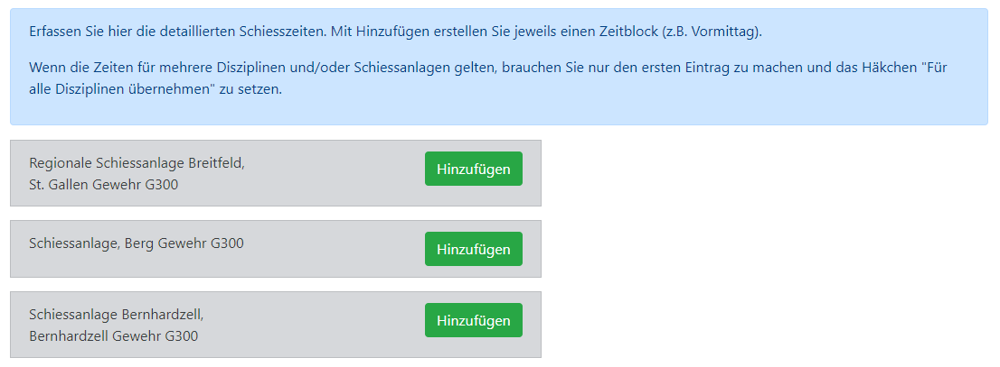 Erfassen Sie hier die detaillierten Schiesszeiten. Mit Hinzufügen erstellen Sie jeweils einen Zeitblock (z.B. Vormittag).
Wenn die Zeiten für mehrere Disziplinen und/oder Schiessanlagen gelten, brauchen Sie nur den ersten Eintrag zu machen und das Häkchen "Für
alle Disziplinen übernehmen" zu setzen.
Regionale Schiessanlage Breitfeld,
St. Gallen Gewehr G300
Hinzufügen
Schiessanlage, Berg Gewehr G300
Hinzufügen
Schiessanlage Bernhardzell,
Bernhardzell Gewehr G300
Hinzufügen